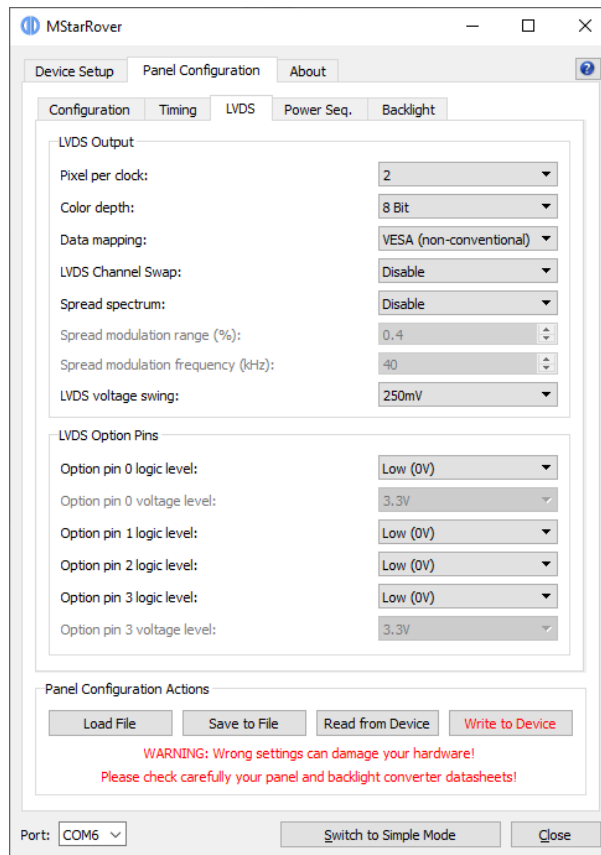 MStarRover
Device Setup Panel Configuration About
Configuration Timing LVDS Power Seq. Backlight
LVDS Output
Pixel per clock: 2
Color depth: 8 Bit
Data mapping: VESA (non-conventional)
LVDS Channel Swap: Disable
Spread spectrum: Disable
Spread modulation range (%): 0.4
Spread modulation frequency (kHz): 40
LVDS voltage swing: 250mV
LVDS Option Pins
Option pin 0 logic level: Low (0V)
Option pin 0 voltage level: 3.3V
Option pin 1 logic level: Low (0V)
Option pin 2 logic level: Low (0V)
Option pin 3 logic level: Low (0V)
Option pin 3 voltage level: 3.3V
Panel Configuration Actions
Load File Save to File Read from Device Write to Device
WARNING: Wrong settings can damage your hardware!
Please check carefully your panel and backlight converter datasheets!
Port: COM6 Switch to Simple Mode Close